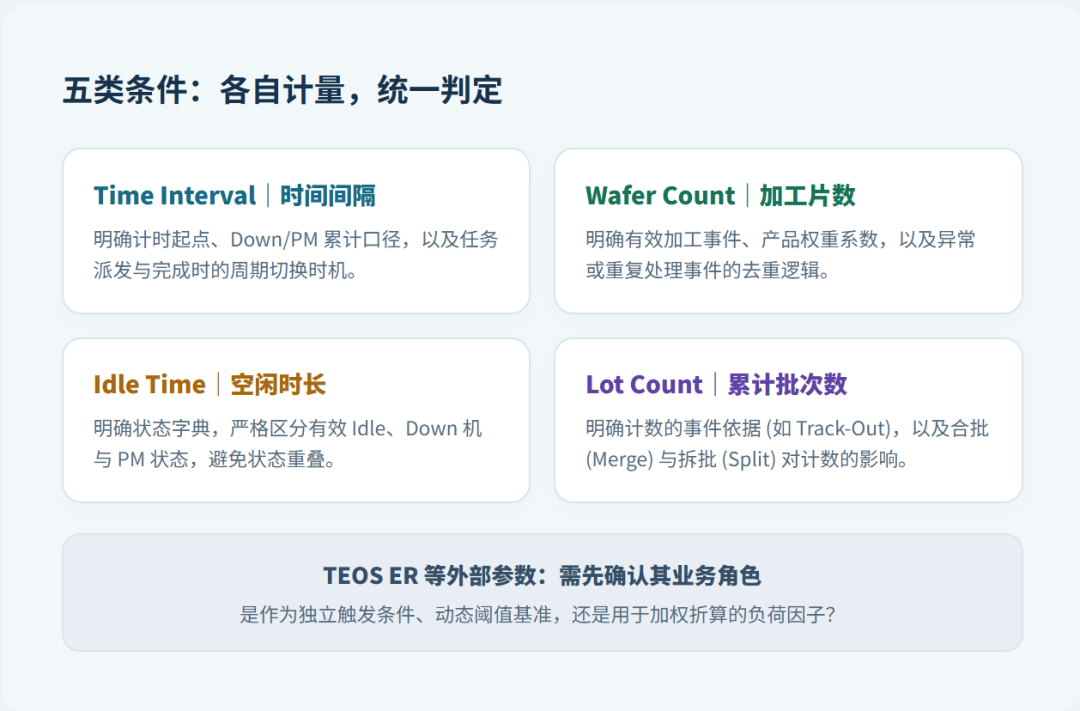 五类条件：各自计量，统一判定
Time Interval｜时间间隔
明确计时起点、Down/PM 累计口径，以及任务
派发与完成时的周期切换时机。
Wafer Count｜加工片数
明确有效加工事件、产品权重系数，以及异常
或重复处理事件的去重逻辑。
Idle Time｜空闲时长
明确状态字典，严格区分有效 Idle、Down 机
与 PM 状态，避免状态重叠。
Lot Count｜累计批次数
明确计数的事件依据 (如 Track-Out)，以及合批
(Merge) 与拆批 (Split) 对计数的影响。
TEOS ER 等外部参数：需先确认其业务角色
是作为独立触发条件、动态阈值基准，还是用于加权折算的负荷因子？